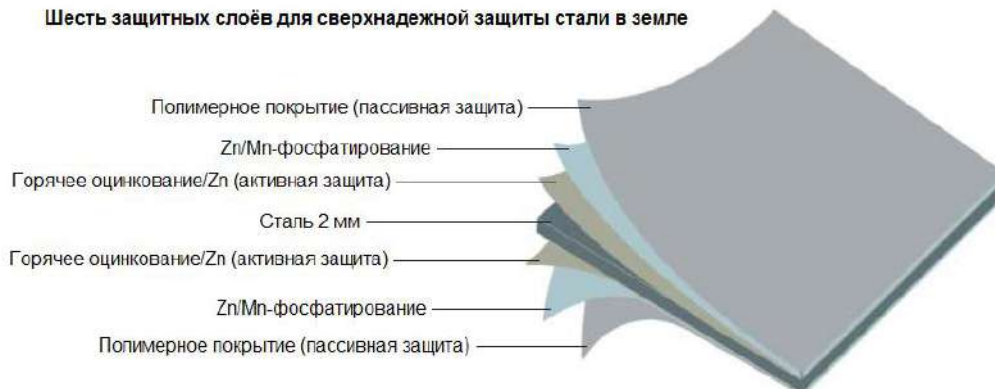 Шесть защитных слоёв для сверхнадежной защиты стали в земле
Полимерное покрытие (пассивная защита)
Zn/Mn-фосфатирование
Горячее оцинкование/Zn (активная защита)
Сталь 2 мм
Горячее оцинкование/Zn (активная защита)
Zn/Mn-фосфатирование
Полимерное покрытие (пассивная защита)